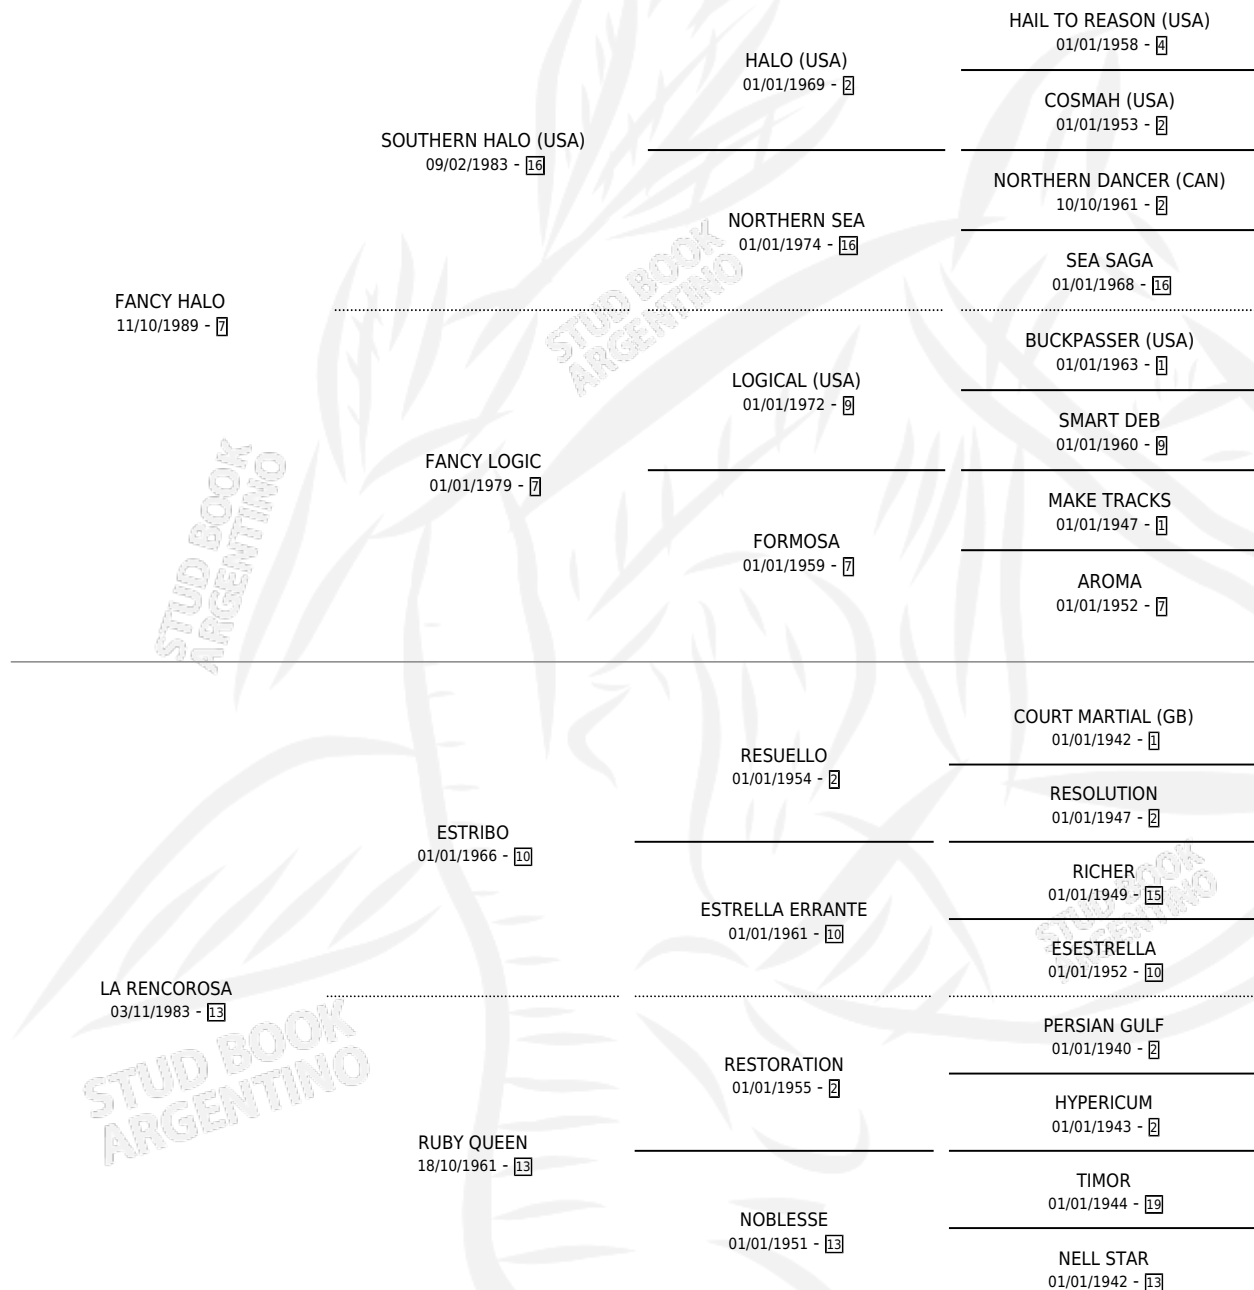 HAIL TO REASON (USA)
01/01/1958 - 4
HALO (USA)
01/01/1969 - 2
COSMAH (USA)
01/01/1953 - 2
SOUTHERN HALO (USA)
09/02/1983 - 16
NORTHERN DANCER (CAN)
10/10/1961 - 2
NORTHERN SEA
01/01/1974 - 16
SEA SAGA
01/01/1968 - 16
FANCY HALO
11/10/1989 - 7
STUD BOOK
ARGENTINO
BUCKPASSER (USA)
01/01/1963 - 1
LOGICAL (USA)
01/01/1972 - 9
SMART DEB
01/01/1960 - 9
FANCY LOGIC
01/01/1979 - 7
MAKE TRACKS
01/01/1947 - 1
FORMOSA
01/01/1959 - 7
AROMA
01/01/1952 - 7
STUD BOOK
ARGENTINO
COURT MARTIAL (GB)
01/01/1942 - 1
RESUELLO
01/01/1954 - 2
RESOLUTION
01/01/1947 - 2
ESTRIBO
01/01/1966 - 10
RICHER
01/01/1949 - 15
ESTRELLA ERRANTE
01/01/1961 - 10
ESESTRELLA
01/01/1952 - 10
STUD BOOK
ARGENTINO
LA RENCOROSA
03/11/1983 - 13
PERSIAN GULF
01/01/1940 - 2
RESTORATION
01/01/1955 - 2
HYPERICUM
01/01/1943 - 2
STUD BOOK
ARGENTINO
RUBY QUEEN
18/10/1961 - 13
TIMOR
01/01/1944 - 19
NOBLESSE
01/01/1951 - 13
NELL STAR
01/01/1942 - 13